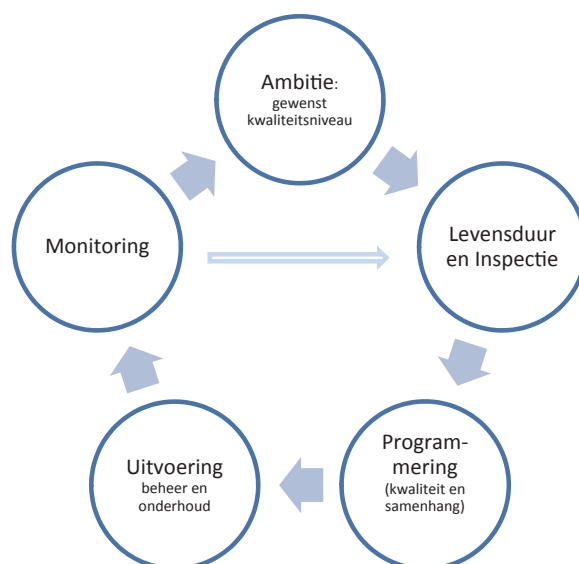 Ambitie:
gewenst
kwaliteitsniveau
Levensduur
en Inspectie
Program-
mering
(kwaliteit en
samenhang)
Uitvoering
beheer en
onderhoud
Monitoring